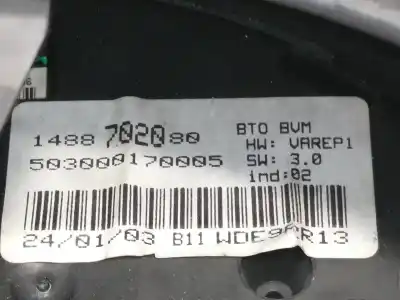 1488 702080 BTO BVM
503000170005 HW: VAREP1
SW: 3.0
ind:02
24/01/03 B11